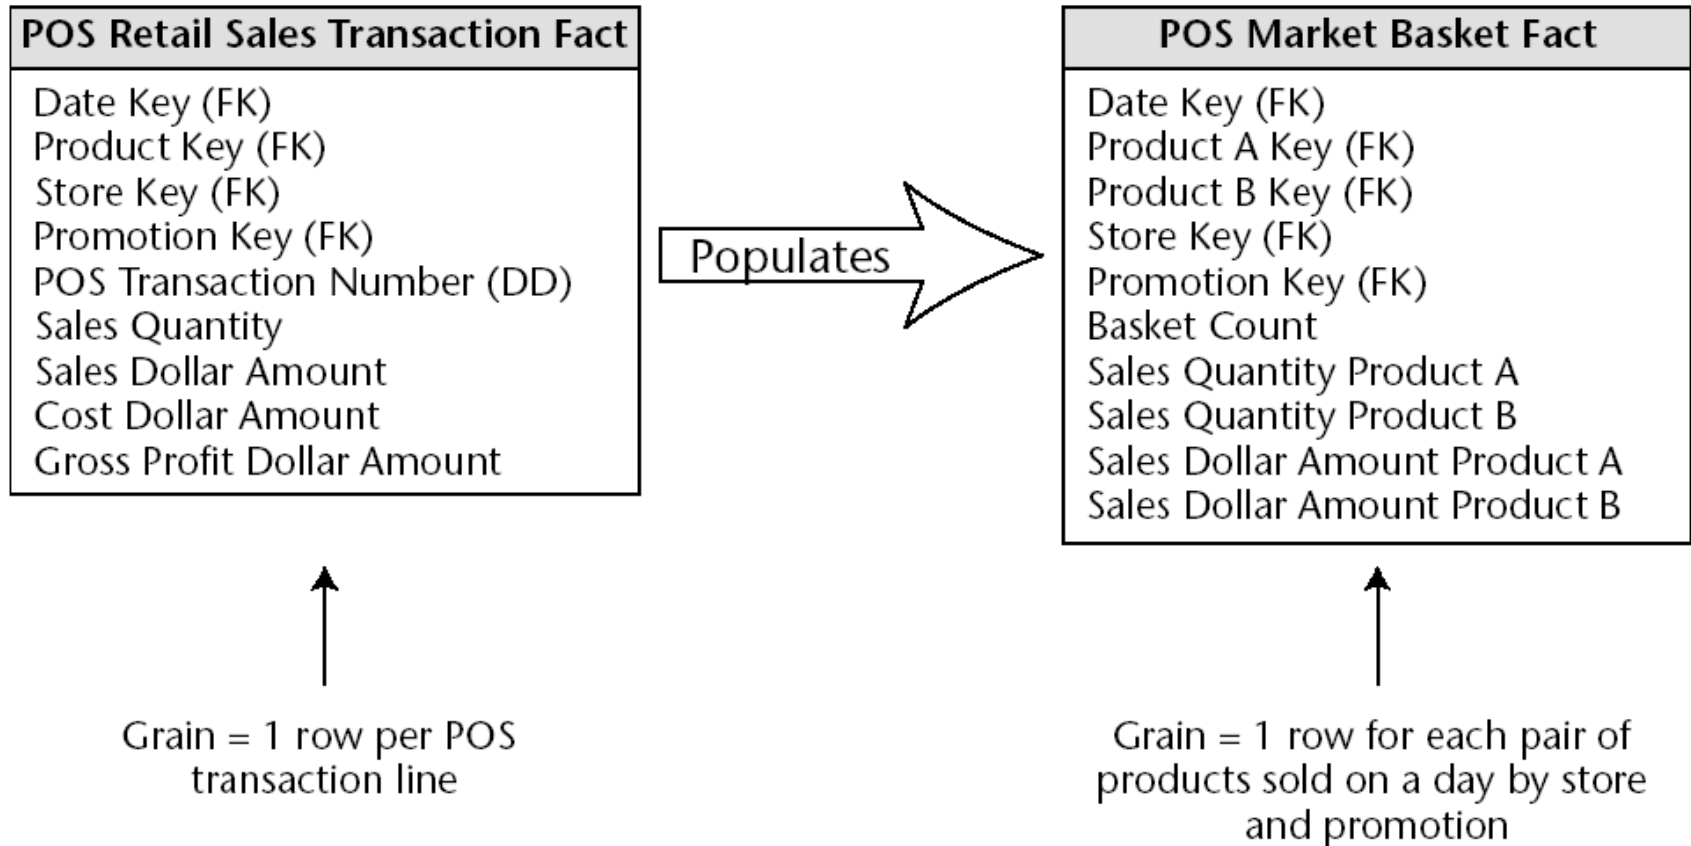 POS Retail Sales Transaction Fact
Date Key (FK)
Product Key (FK)
Store Key (FK)
Promotion Key (FK)
POS Transaction Number (DD)
Sales Quantity
Sales Dollar Amount
Cost Dollar Amount
Gross Profit Dollar Amount
Grain = 1 row per POS
transaction line
Populates
POS Market Basket Fact
Date Key (FK)
Product A Key (FK)
Product B Key (FK)
Store Key (FK)
Promotion Key (FK)
Basket Count
Sales Quantity Product A
Sales Quantity Product B
Sales Dollar Amount Product A
Sales Dollar Amount Product B
Grain = 1 row for each pair of
products sold on a day by store
and promotion